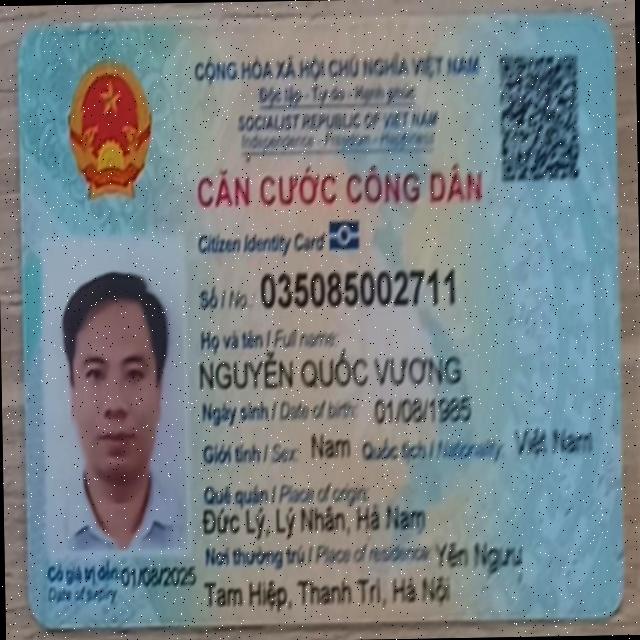 CỘNG HÒA XÃ HỘI CHỦ NGHĨA VIỆT NAM
Độc lập - Tự do - Hạnh phúc
SOCIALIST REPUBLIC OF VIET NAM
Independence - Freedom - Happiness
CĂN CƯỚC CÔNG DÂN
Citizen Identity Card
Số / No.: 035085002711
Họ và tên / Full name:
NGUYỄN QUỐC VƯƠNG
Ngày sinh / Date of birth: 01/08/1985
Giới tính / Sex: Nam Quốc tịch / Nationality: Việt Nam
Quê quán / Place of origin:
Đức Lý, Lý Nhân, Hà Nam
Nơi thường trú / Place of residence: Yên Ngưu
Tam Hiệp, Thanh Trì, Hà Nội
Có giá trị đến: 01/08/2025
Date of expiry